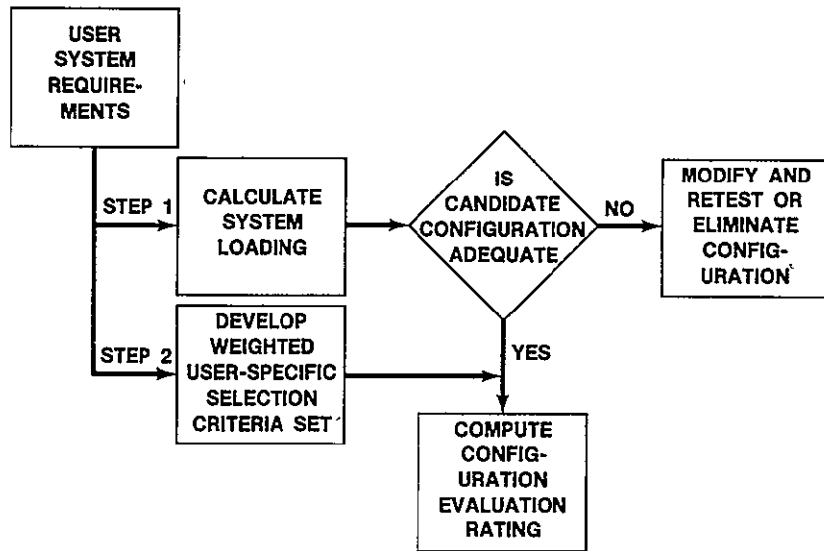 USER
SYSTEM
REQUIRE-
MENTS
STEP 1
CALCULATE
SYSTEM
LOADING
IS
CANDIDATE
CONFIGURATION
ADEQUATE
NO
MODIFY AND
RETEST OR
ELIMINATE
CONFIG-
URATION
STEP 2
DEVELOP
WEIGHTED
USER-SPECIFIC
SELECTION
CRITERIA SET
YES
COMPUTE
CONFIG-
URATION
EVALUATION
RATING